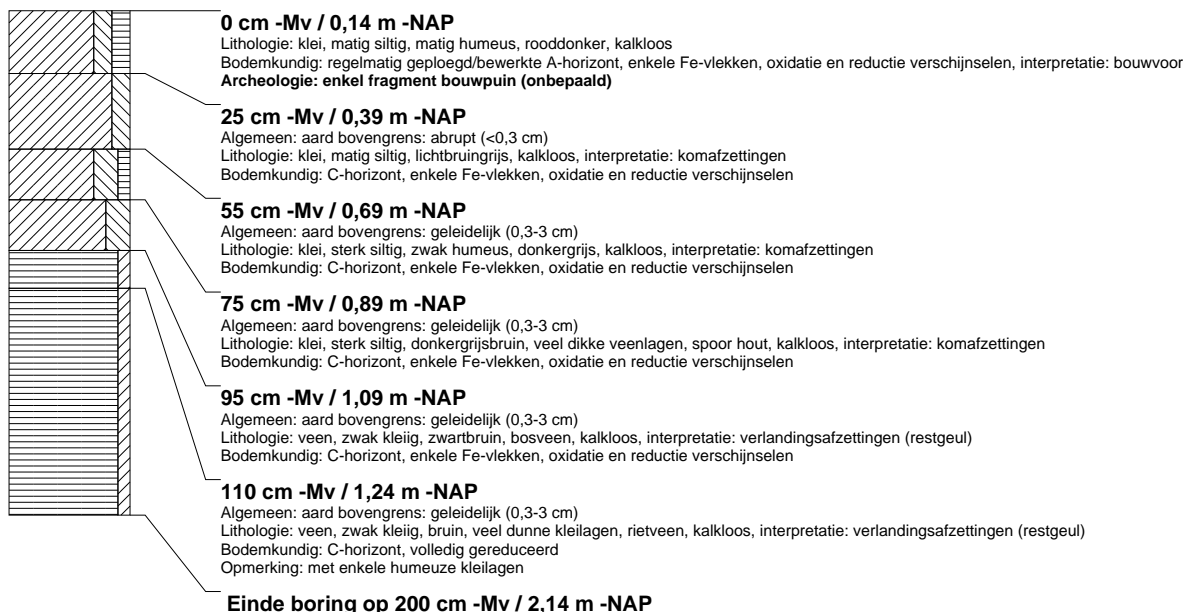 0 cm -Mv / 0,14 m -NAP
Lithologie: klei, matig siltig, matig humeus, rooddonker, kalkloos
Bodemkundig: regelmatig geploegd/bewerkte A-horizont, enkele Fe-vlekken, oxidatie en reductie verschijnselen, interpretatie: bouwvoor
Archeologie: enkel fragment bouwpuin (onbepaald)
25 cm -Mv / 0,39 m -NAP
Algemeen: aard bovengrens: abrupt (<0,3 cm)
Lithologie: klei, matig siltig, lichtbruingrijs, kalkloos, interpretatie: komafzettingen
Bodemkundig: C-horizont, enkele Fe-vlekken, oxidatie en reductie verschijnselen
55 cm -Mv / 0,69 m -NAP
Algemeen: aard bovengrens: geleidelijk (0,3-3 cm)
Lithologie: klei, sterk siltig, zwak humeus, donkergrijs, kalkloos, interpretatie: komafzettingen
Bodemkundig: C-horizont, enkele Fe-vlekken, oxidatie en reductie verschijnselen
75 cm -Mv / 0,89 m -NAP
Algemeen: aard bovengrens: geleidelijk (0,3-3 cm)
Lithologie: klei, sterk siltig, donkergrijsbruin, veel dikke veenlagen, spoor hout, kalkloos, interpretatie: komafzettingen
Bodemkundig: C-horizont, enkele Fe-vlekken, oxidatie en reductie verschijnselen
95 cm -Mv / 1,09 m -NAP
Algemeen: aard bovengrens: geleidelijk (0,3-3 cm)
Lithologie: veen, zwak kleiig, zwartbruin, bosveen, kalkloos, interpretatie: verlandingsafzettingen (restgeul)
Bodemkundig: C-horizont, enkele Fe-vlekken, oxidatie en reductie verschijnselen
110 cm -Mv / 1,24 m -NAP
Algemeen: aard bovengrens: geleidelijk (0,3-3 cm)
Lithologie: veen, zwak kleiig, bruin, veel dunne kleilagen, rietveen, kalkloos, interpretatie: verlandingsafzettingen (restgeul)
Bodemkundig: C-horizont, volledig gereduceerd
Opmerking: met enkele humeuze kleilagen
Einde boring op 200 cm -Mv / 2,14 m -NAP